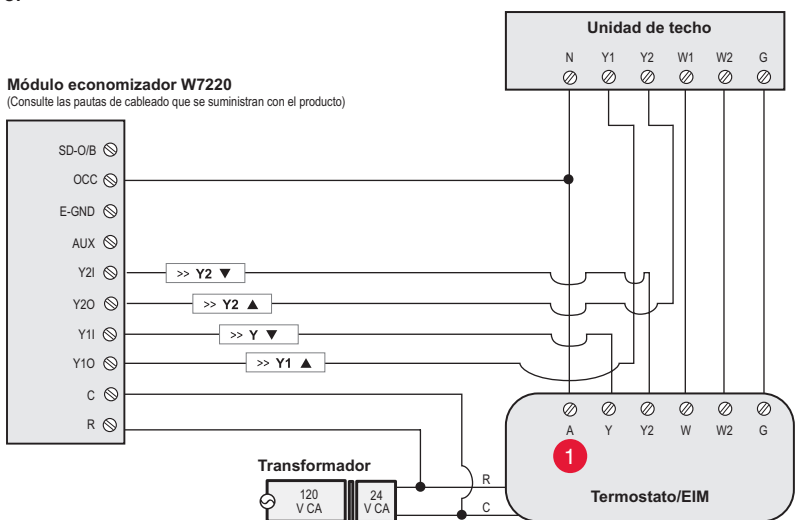 Unidad de techo
N Y1 Y2 W1 W2 G
Módulo economizador W7220
(Consulte las pautas de cableado que se suministran con el producto)
SD-O/B
OCC
E-GND
AUX
Y2I
>> Y2 ▼
Y2O
>> Y2 ▲
Y1I
>> Y ▼
Y1O
>> Y1 ▲
C
R
A Y Y2 W W2 G
1
Transformador
120
V CA
24
V CA
R
C
Termostato/EIM